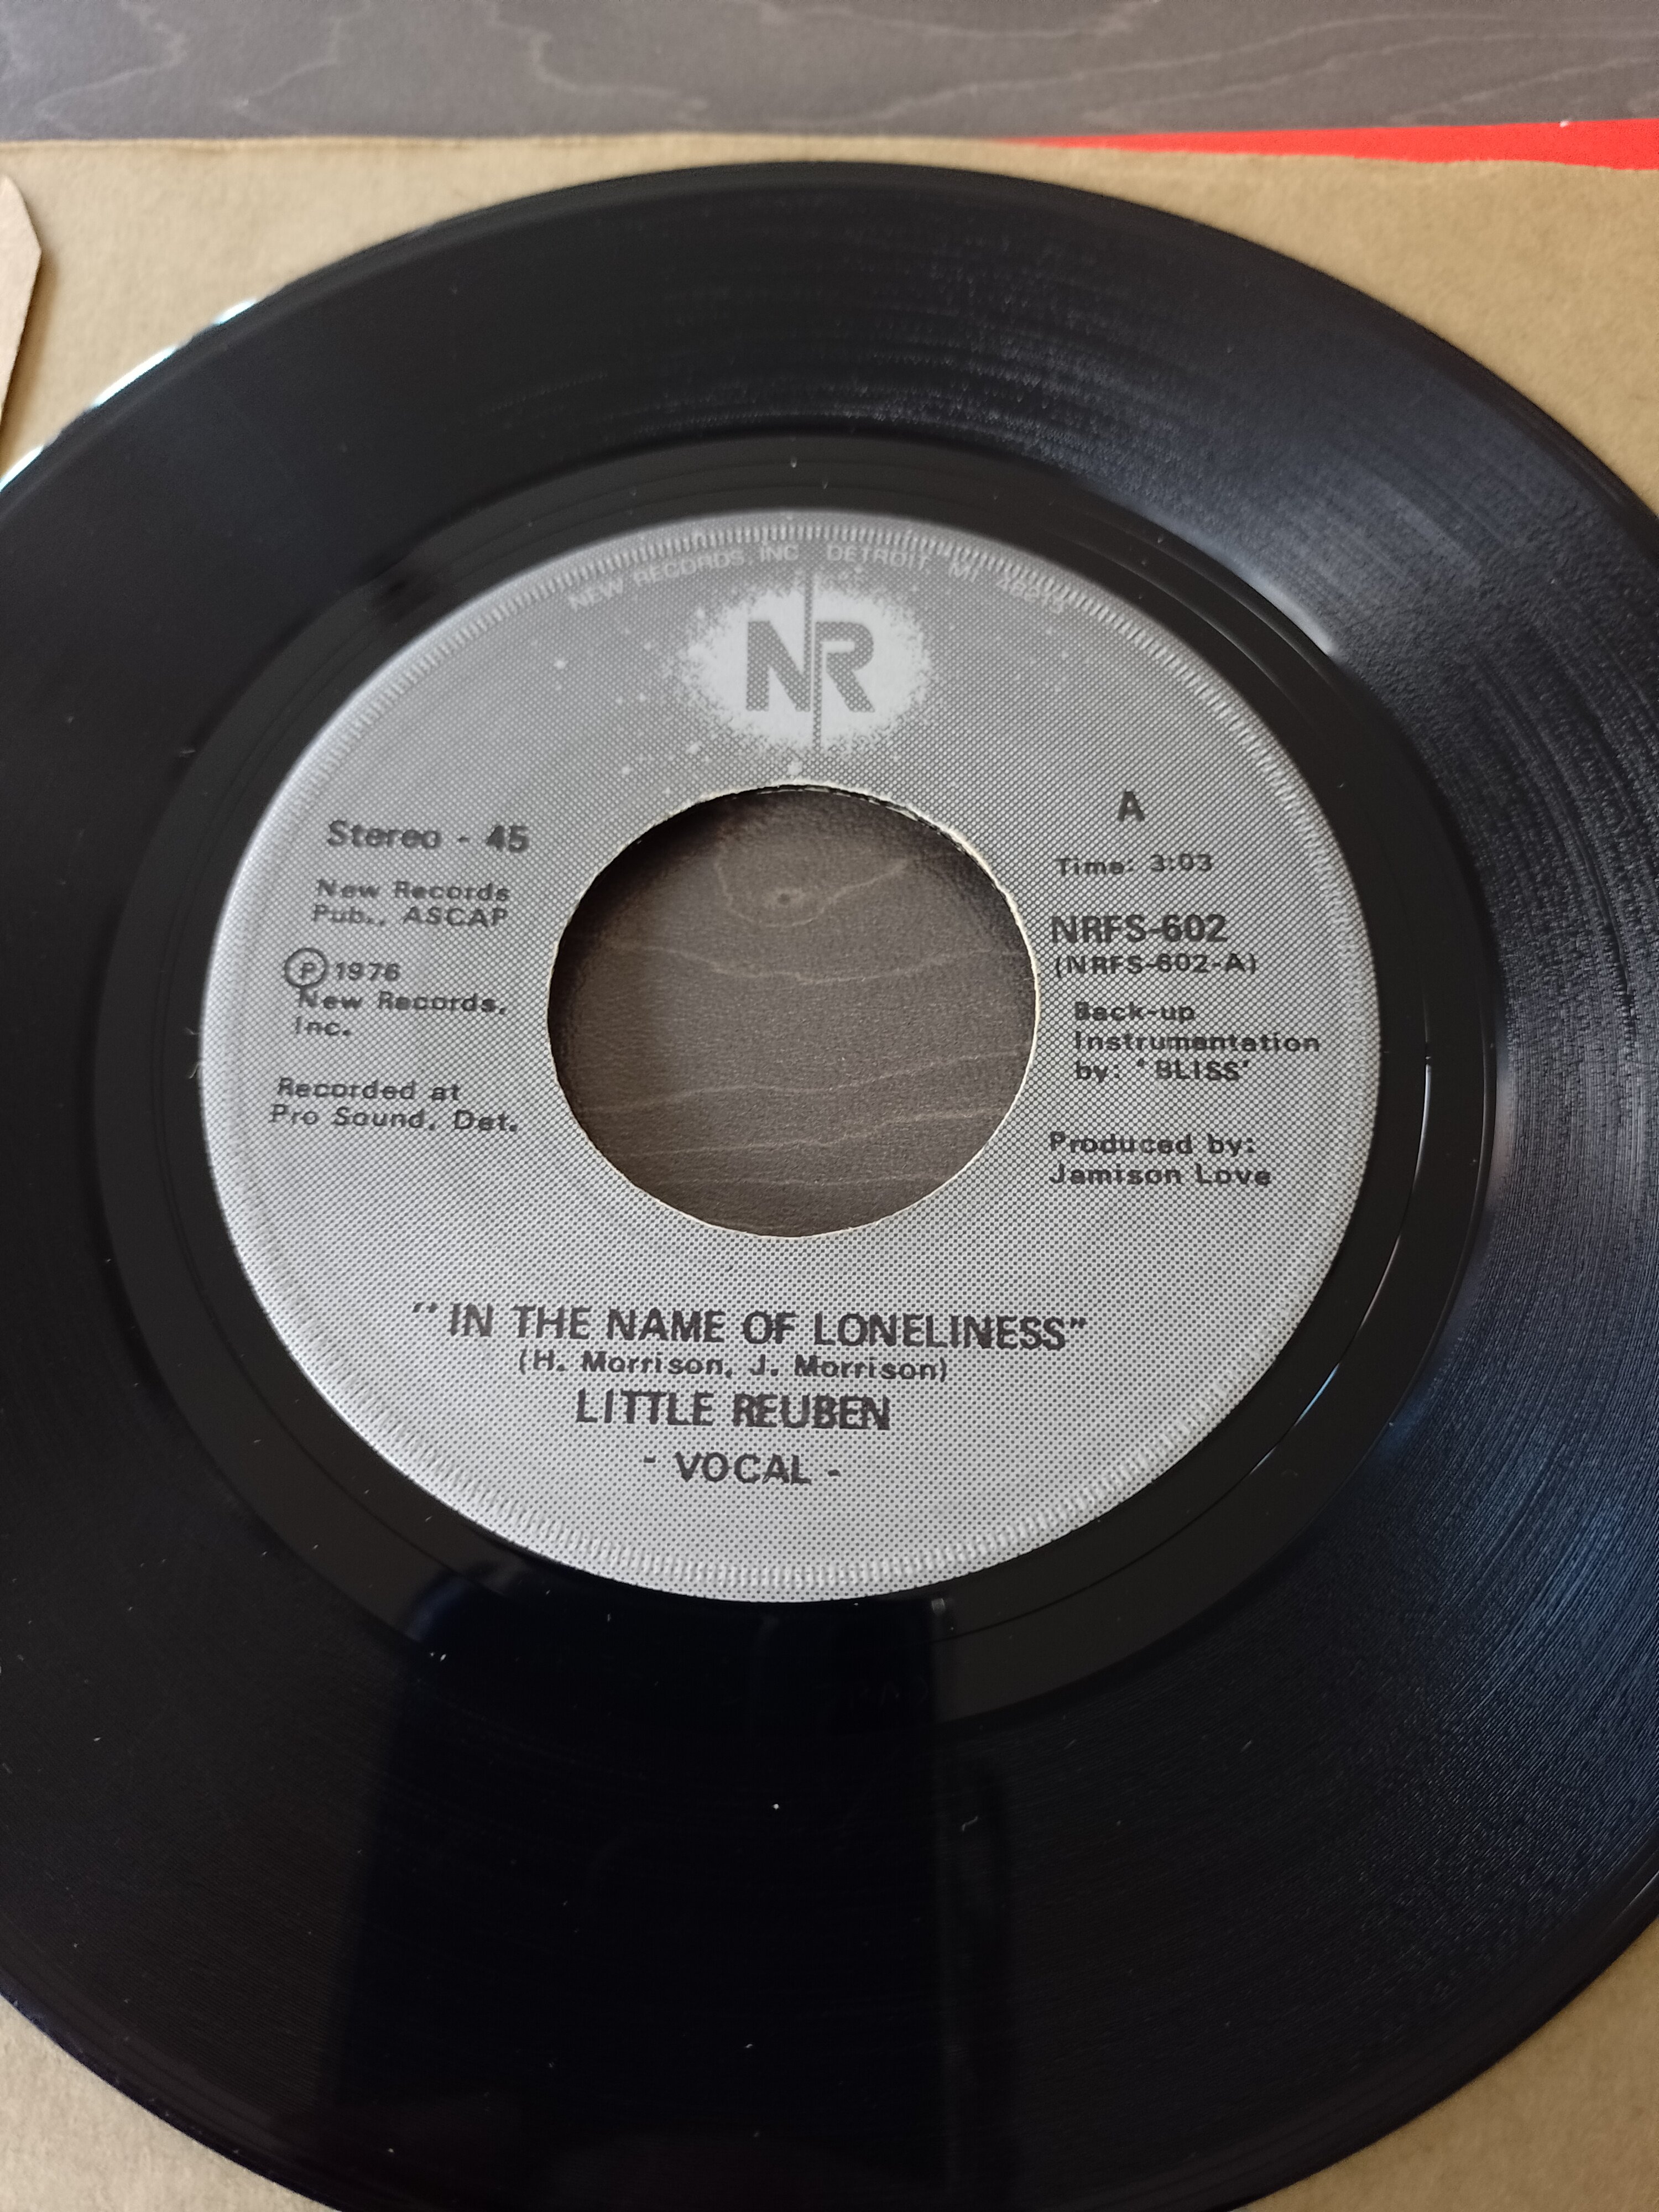 NEW RECORDS, INC DETROIT MI.
NR
Stereo - 45
New Records
Pub., ASCAP
Ⓟ1976
New Records,
Inc.
Recorded at
Pro Sound, Det.
A
Time: 3:03
NRFS-602
(NRFS-602-A)
Back-up
Instrumentation
by: 'BLISS'
Produced by:
Jamison Love
"IN THE NAME OF LONELINESS"
(H. Morrison, J. Morrison)
LITTLE REUBEN
- VOCAL -